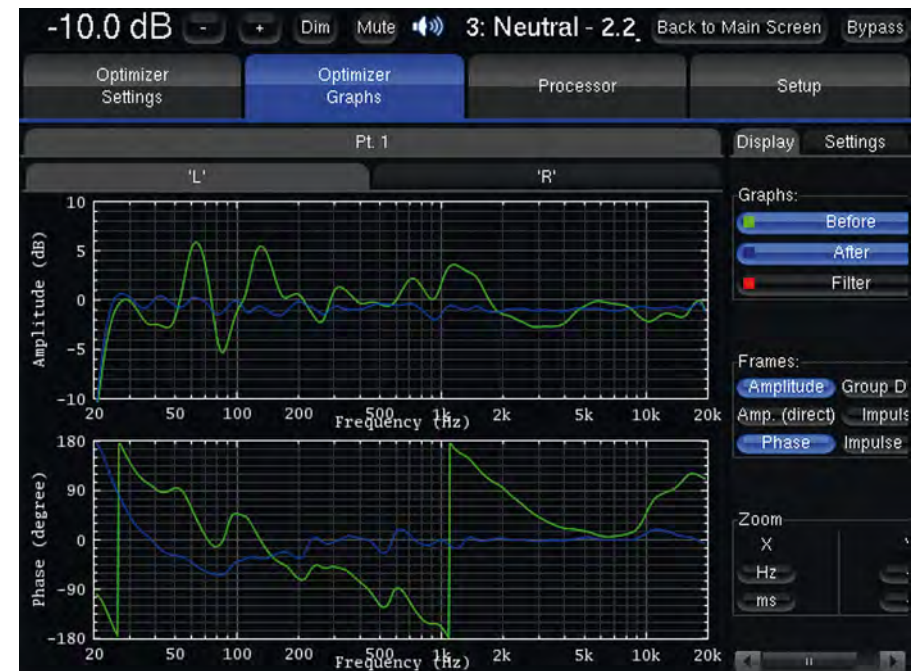 -10.0 dB - + Dim Mute 3: Neutral - 2.2 Back to Main Screen Bypass
Optimizer Settings
Optimizer Graphs
Processor
Setup
Pt. 1
Display Settings
'L' 'R'
Graphs:
Before
After
Filter
Amplitude (dB)
10
5
0
-5
-10
20 50 100 200 500 1k 2k 5k 10k 20k
Frequency (Hz)
Frames:
Amplitude Group D
Amp. (direct) Impuls
Phase Impulse
Phase (degree)
180
90
0
-90
-180
20 50 100 200 500 1k 2k 5k 10k 20k
Frequency (Hz)
Zoom
X
Hz
ms